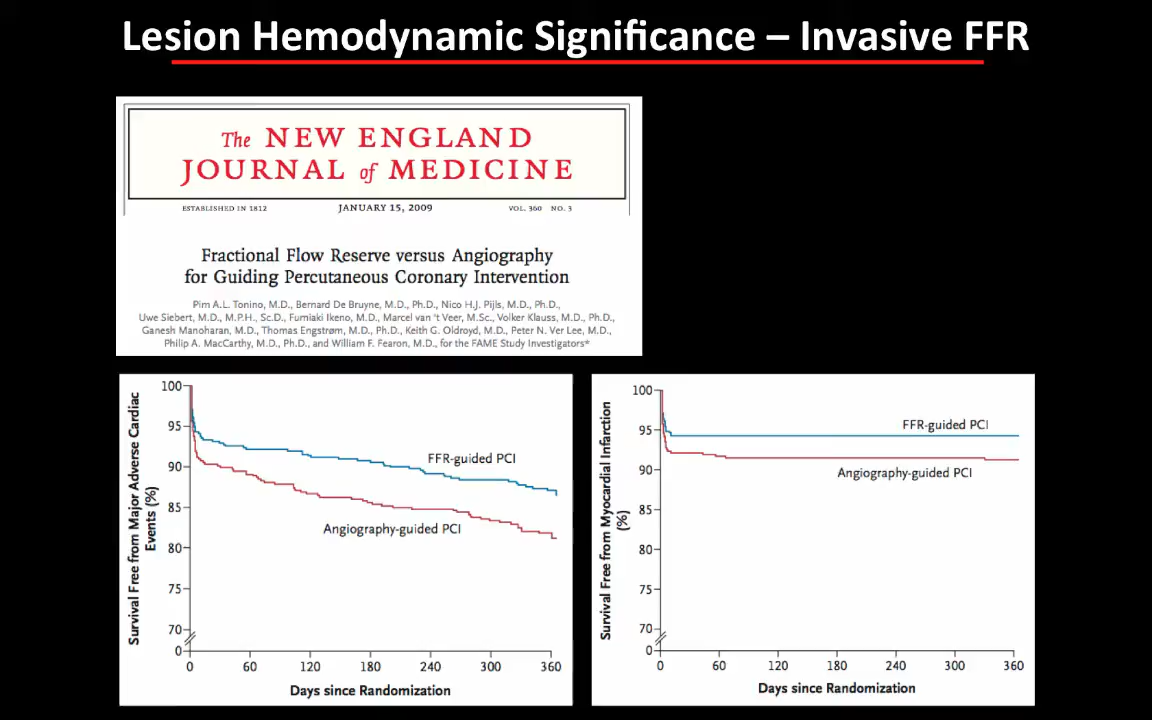 Lesion Hemodynamic Significance – Invasive FFR
The NEW ENGLAND
JOURNAL of MEDICINE
ESTABLISHED IN 1812 JANUARY 15, 2009 VOL. 360 NO. 3
Fractional Flow Reserve versus Angiography
for Guiding Percutaneous Coronary Intervention
Pim A.L. Tonino, M.D., Bernard De Bruyne, M.D., Ph.D., Nico H.J. Pijls, M.D., Ph.D.,
Uwe Siebert, M.D., M.P.H., Sc.D., Fumiaki Ikeno, M.D., Marcel van 't Veer, M.Sc., Volker Klauss, M.D., Ph.D.,
Ganesh Manoharan, M.D., Thomas Engstrøm, M.D., Ph.D., Keith G. Oldroyd, M.D., Peter N. Ver Lee, M.D.,
Philip A. MacCarthy, M.D., Ph.D., and William F. Fearon, M.D., for the FAME Study Investigators*
Survival Free from Major Adverse Cardiac
Events (%)
100
95
90
85
80
75
70
0
FFR-guided PCI
Angiography-guided PCI
0 60 120 180 240 300 360
Days since Randomization
Survival Free from Myocardial Infarction
(%)
100
95
90
85
80
75
70
0
FFR-guided PCI
Angiography-guided PCI
0 60 120 180 240 300 360
Days since Randomization